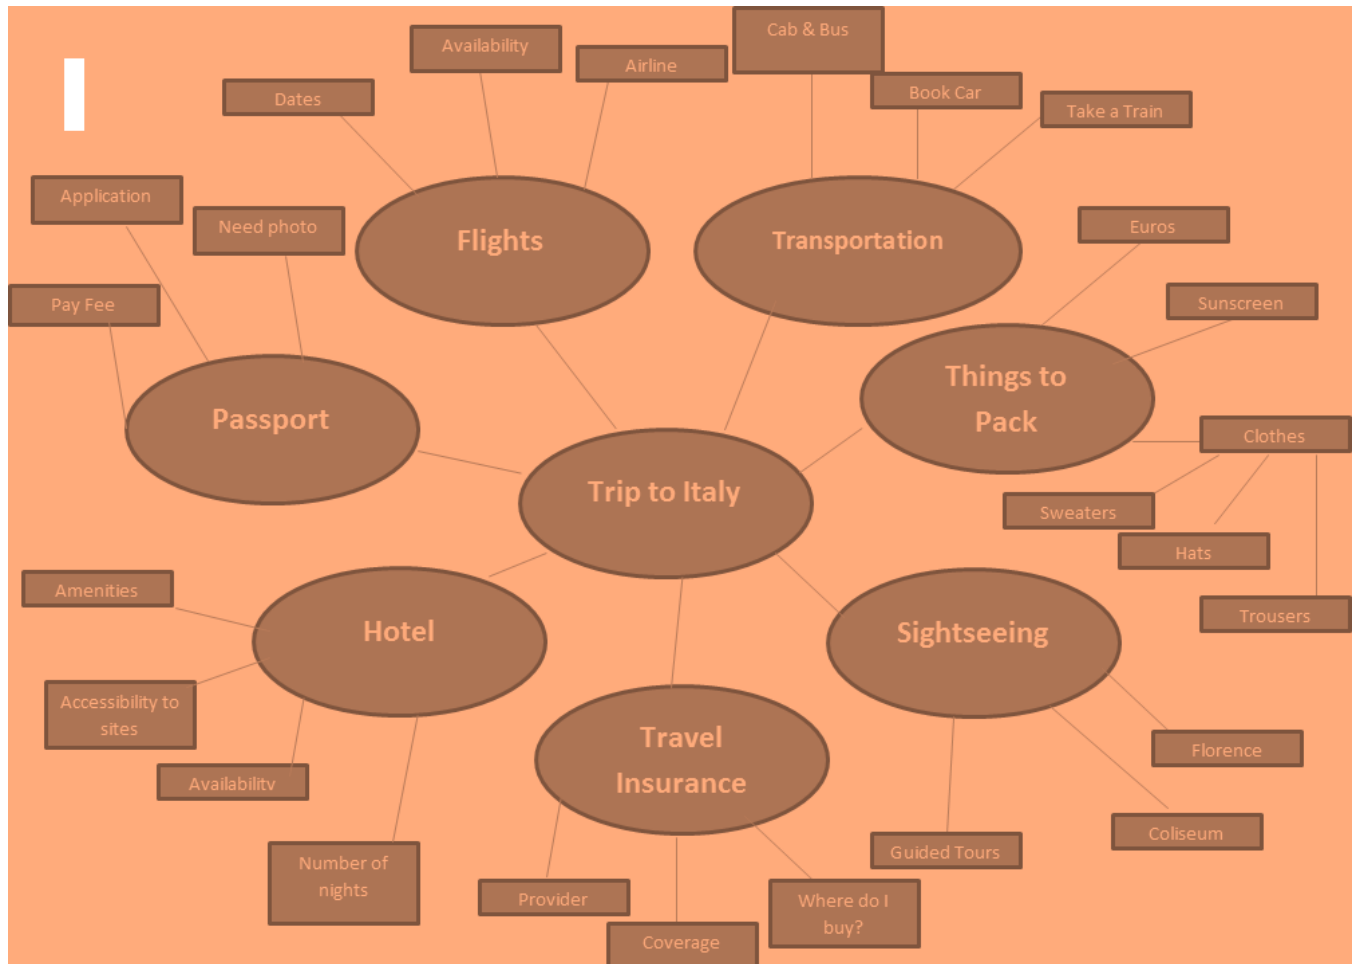 Cab & Bus
Availability
Airline
Dates
Book Car
Take a Train
Application
Need photo
Flights
Transportation
Euros
Pay Fee
Sunscreen
Passport
Things to
Pack
Clothes
Trip to Italy
Sweaters
Hats
Amenities
Trousers
Hotel
Sightseeing
Accessibility to
sites
Travel
Insurance
Florence
Availability
Coliseum
Guided Tours
Number of
nights
Provider
Where do I
buy?
Coverage